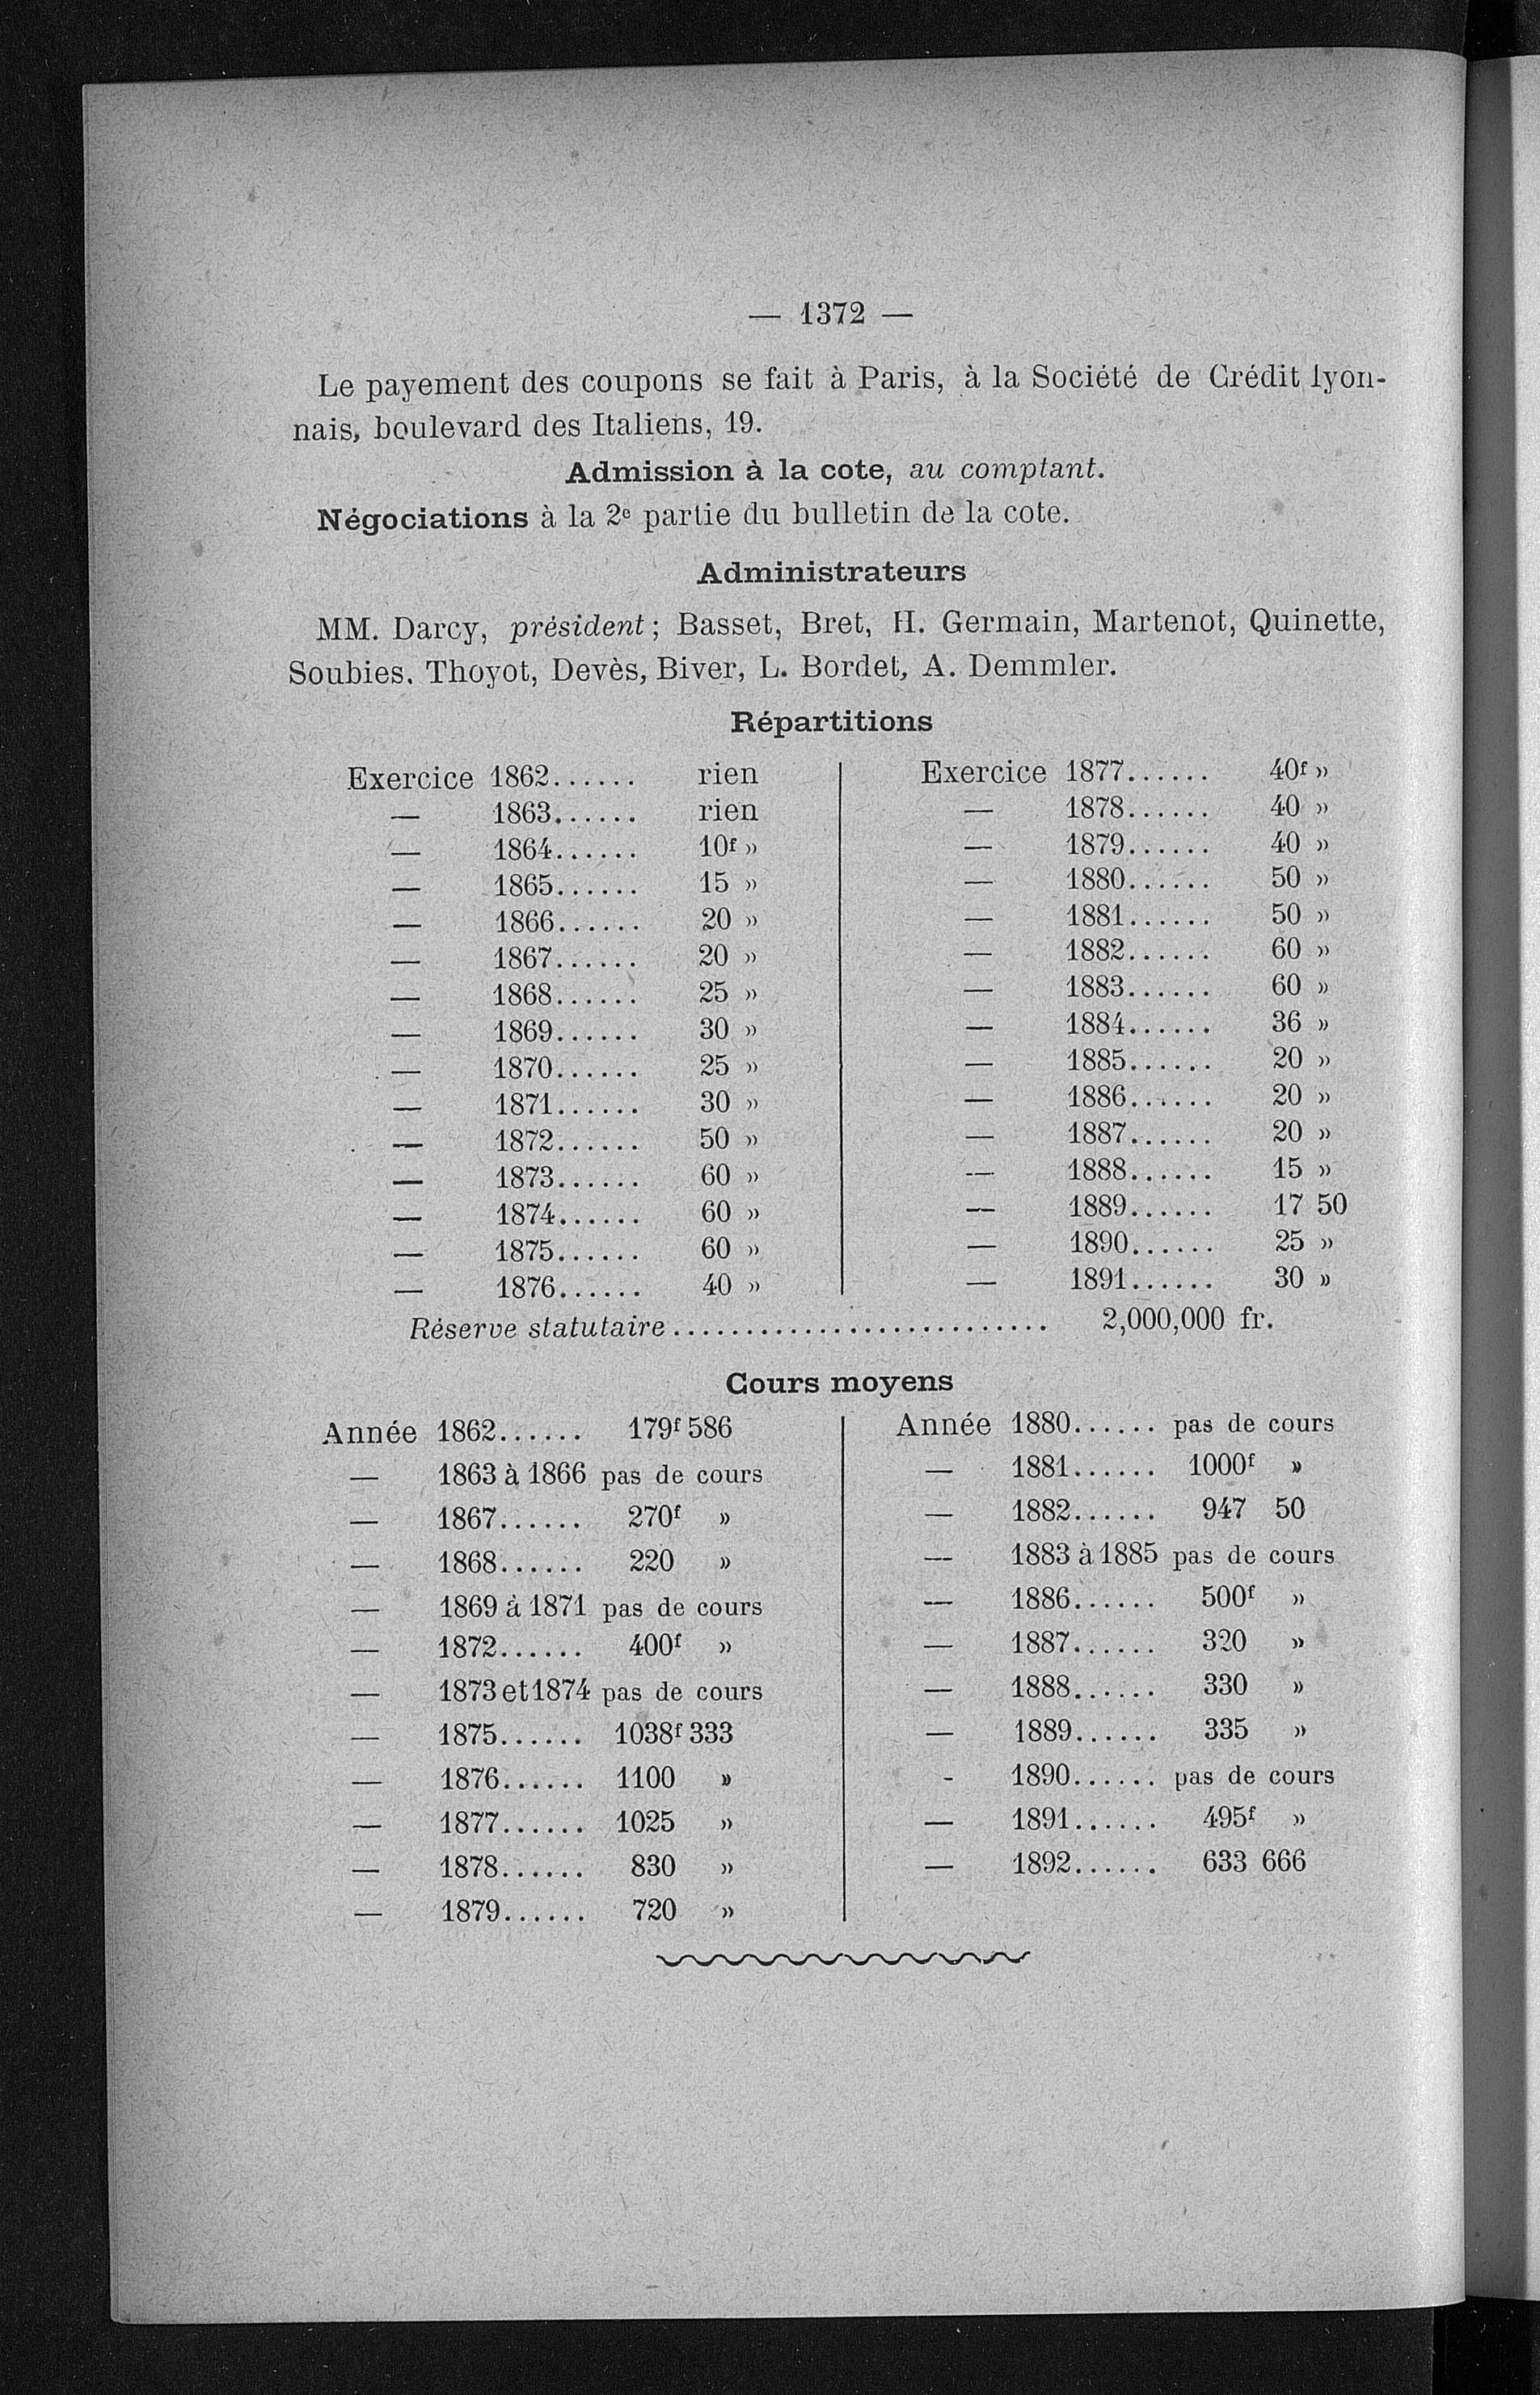 — 1372 —
Le payement des coupons se fait à Paris, à la Société de Crédit lyon-
nais, boulevard des Italiens, 19.
Admission à la cote, au comptant.
Négociations à la 2e partie du bulletin de la cote.
Administrateurs
MM. Darcy, président; Basset, Bret, H. Germain, Martenot, Quinette,
Soubies. Thoyot, Devès, Biver, L. Bordet, A. Demmler.
Répartitions
Exercice 1862...... rien
— 1863...... rien
— 1864...... 10f »
— 1865...... 15 »
— 1866...... 20 »
— 1867...... 20 »
— 1868...... 25 »
— 1869...... 30 »
— 1870...... 25 »
— 1871...... 30 »
— 1872...... 50 »
— 1873...... 60 »
— 1874...... 60 »
— 1875...... 60 »
— 1876...... 40 »
Exercice 1877...... 40f »
— 1878...... 40 »
— 1879...... 40 »
— 1880...... 50 »
— 1881...... 50 »
— 1882...... 60 »
— 1883...... 60 »
— 1884...... 36 »
— 1885...... 20 »
— 1886...... 20 »
— 1887...... 20 »
— 1888...... 15 »
— 1889...... 17 50
— 1890...... 25 »
— 1891...... 30 »
Réserve statutaire.......................... 2,000,000 fr.
Cours moyens
Année 1862...... 179f 586
— 1863 à 1866 pas de cours
— 1867...... 270f »
— 1868...... 220 »
— 1869 à 1871 pas de cours
— 1872...... 400f »
— 1873 et 1874 pas de cours
— 1875...... 1038f 333
— 1876...... 1100 »
— 1877...... 1025 »
— 1878...... 830 »
— 1879...... 720 »
Année 1880...... pas de cours
— 1881...... 1000f »
— 1882...... 947 50
— 1883 à 1885 pas de cours
— 1886...... 500f »
— 1887...... 320 »
— 1888...... 330 »
— 1889...... 335 »
- 1890...... pas de cours
— 1891...... 495f »
— 1892...... 633 666